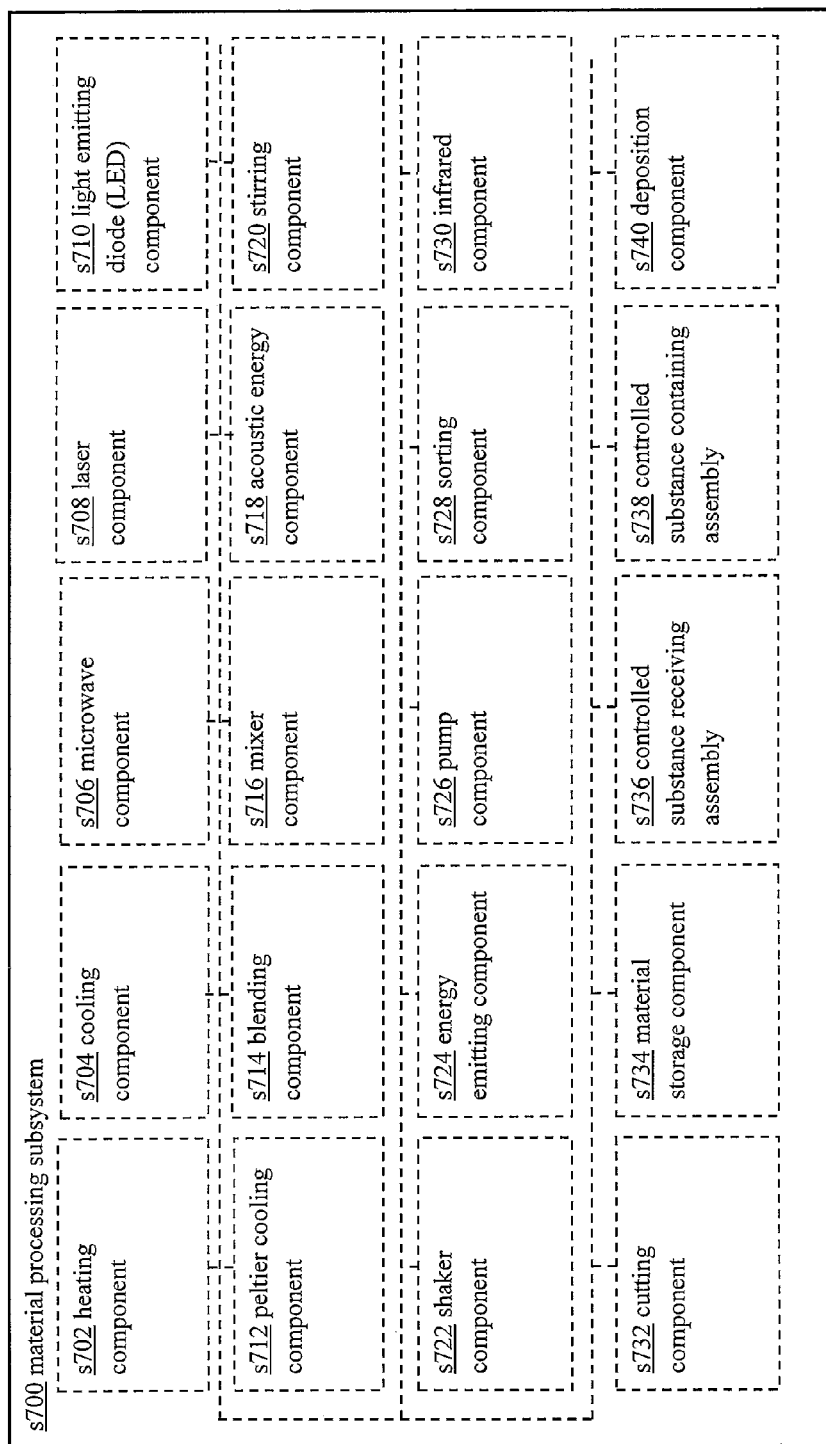 s700 material processing subsystem
s702 heating
component
s704 cooling
component
s706 microwave
component
s708 laser
component
s710 light emitting
diode (LED)
component
s712 peltier cooling
component
s714 blending
component
s716 mixer
component
s718 acoustic energy
component
s720 stirring
component
s722 shaker
component
s724 energy
emitting component
s726 pump
component
s728 sorting
component
s730 infrared
component
s732 cutting
component
s734 material
storage component
s736 controlled
substance receiving
assembly
s738 controlled
substance containing
assembly
s740 deposition
component